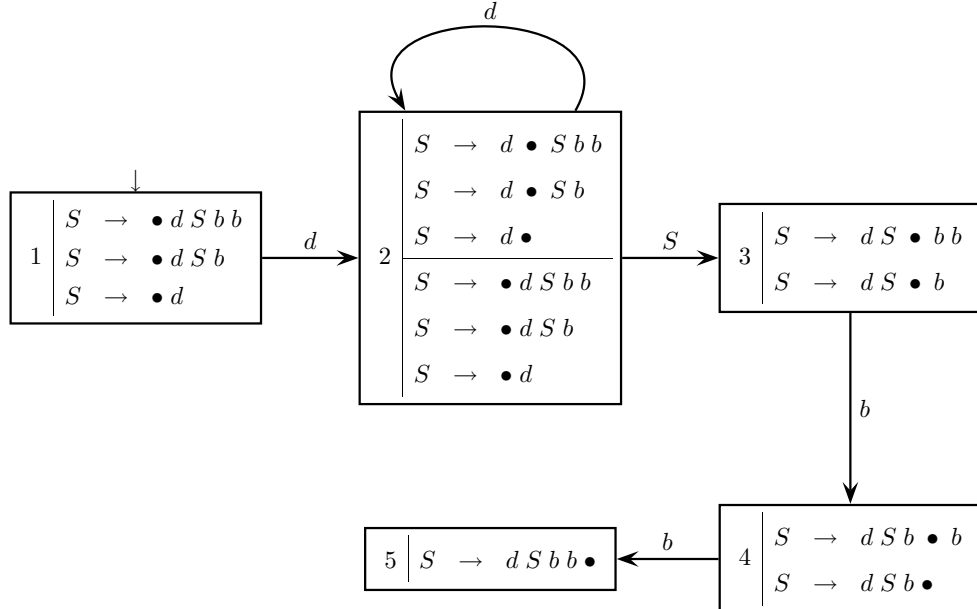 d
↓
1
S → • d S b b
S → • d S b
S → • d
d
2
S → d • S b b
S → d • S b
S → d •
S → • d S b b
S → • d S b
S → • d
S
3
S → d S • b b
S → d S • b
b
5
S → d S b b •
b
4
S → d S b • b
S → d S b •